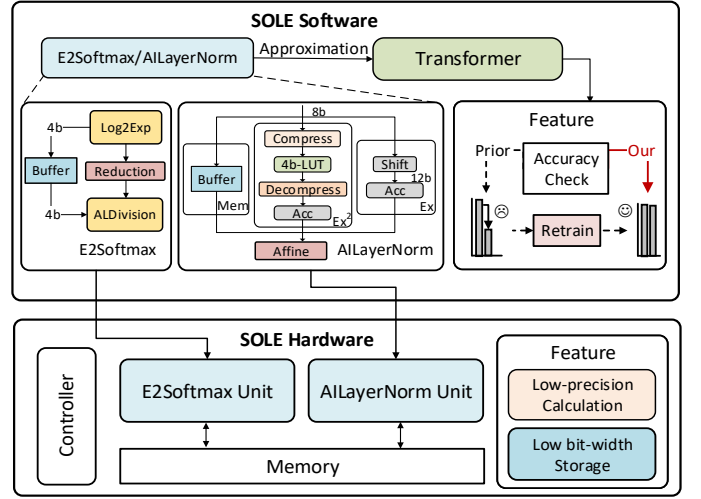 SOLE Software
E2Softmax/AILayerNorm
Approximation
Transformer
4b
Log2Exp
Buffer
Reduction
4b
ALDivision
E2Softmax
8b
Compress
4b-LUT
Decompress
Acc
Ex²
Buffer
Mem
Shift
12b
Acc
Ex
Affine
AILayerNorm
Feature
Prior
Accuracy
Check
Our
Retrain
SOLE Hardware
Controller
E2Softmax Unit
AILayerNorm Unit
Memory
Feature
Low-precision
Calculation
Low bit-width
Storage